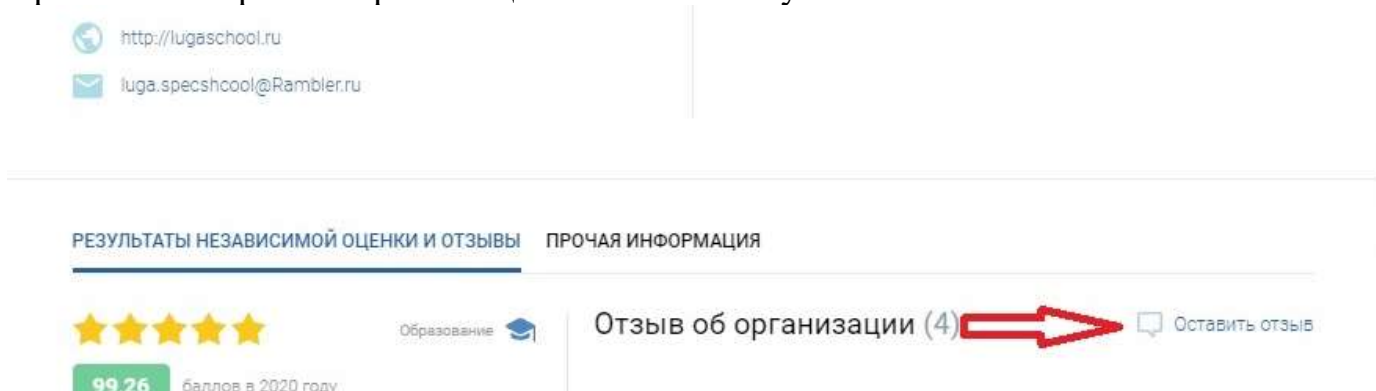 http://lugaschool.ru
luga.specshcool@Rambler.ru
РЕЗУЛЬТАТЫ НЕЗАВИСИМОЙ ОЦЕНКИ И ОТЗЫВЫ ПРОЧАЯ ИНФОРМАЦИЯ
Образование
Отзыв об организации (4)
Оставить отзыв
99.26 баллов в 2020 году